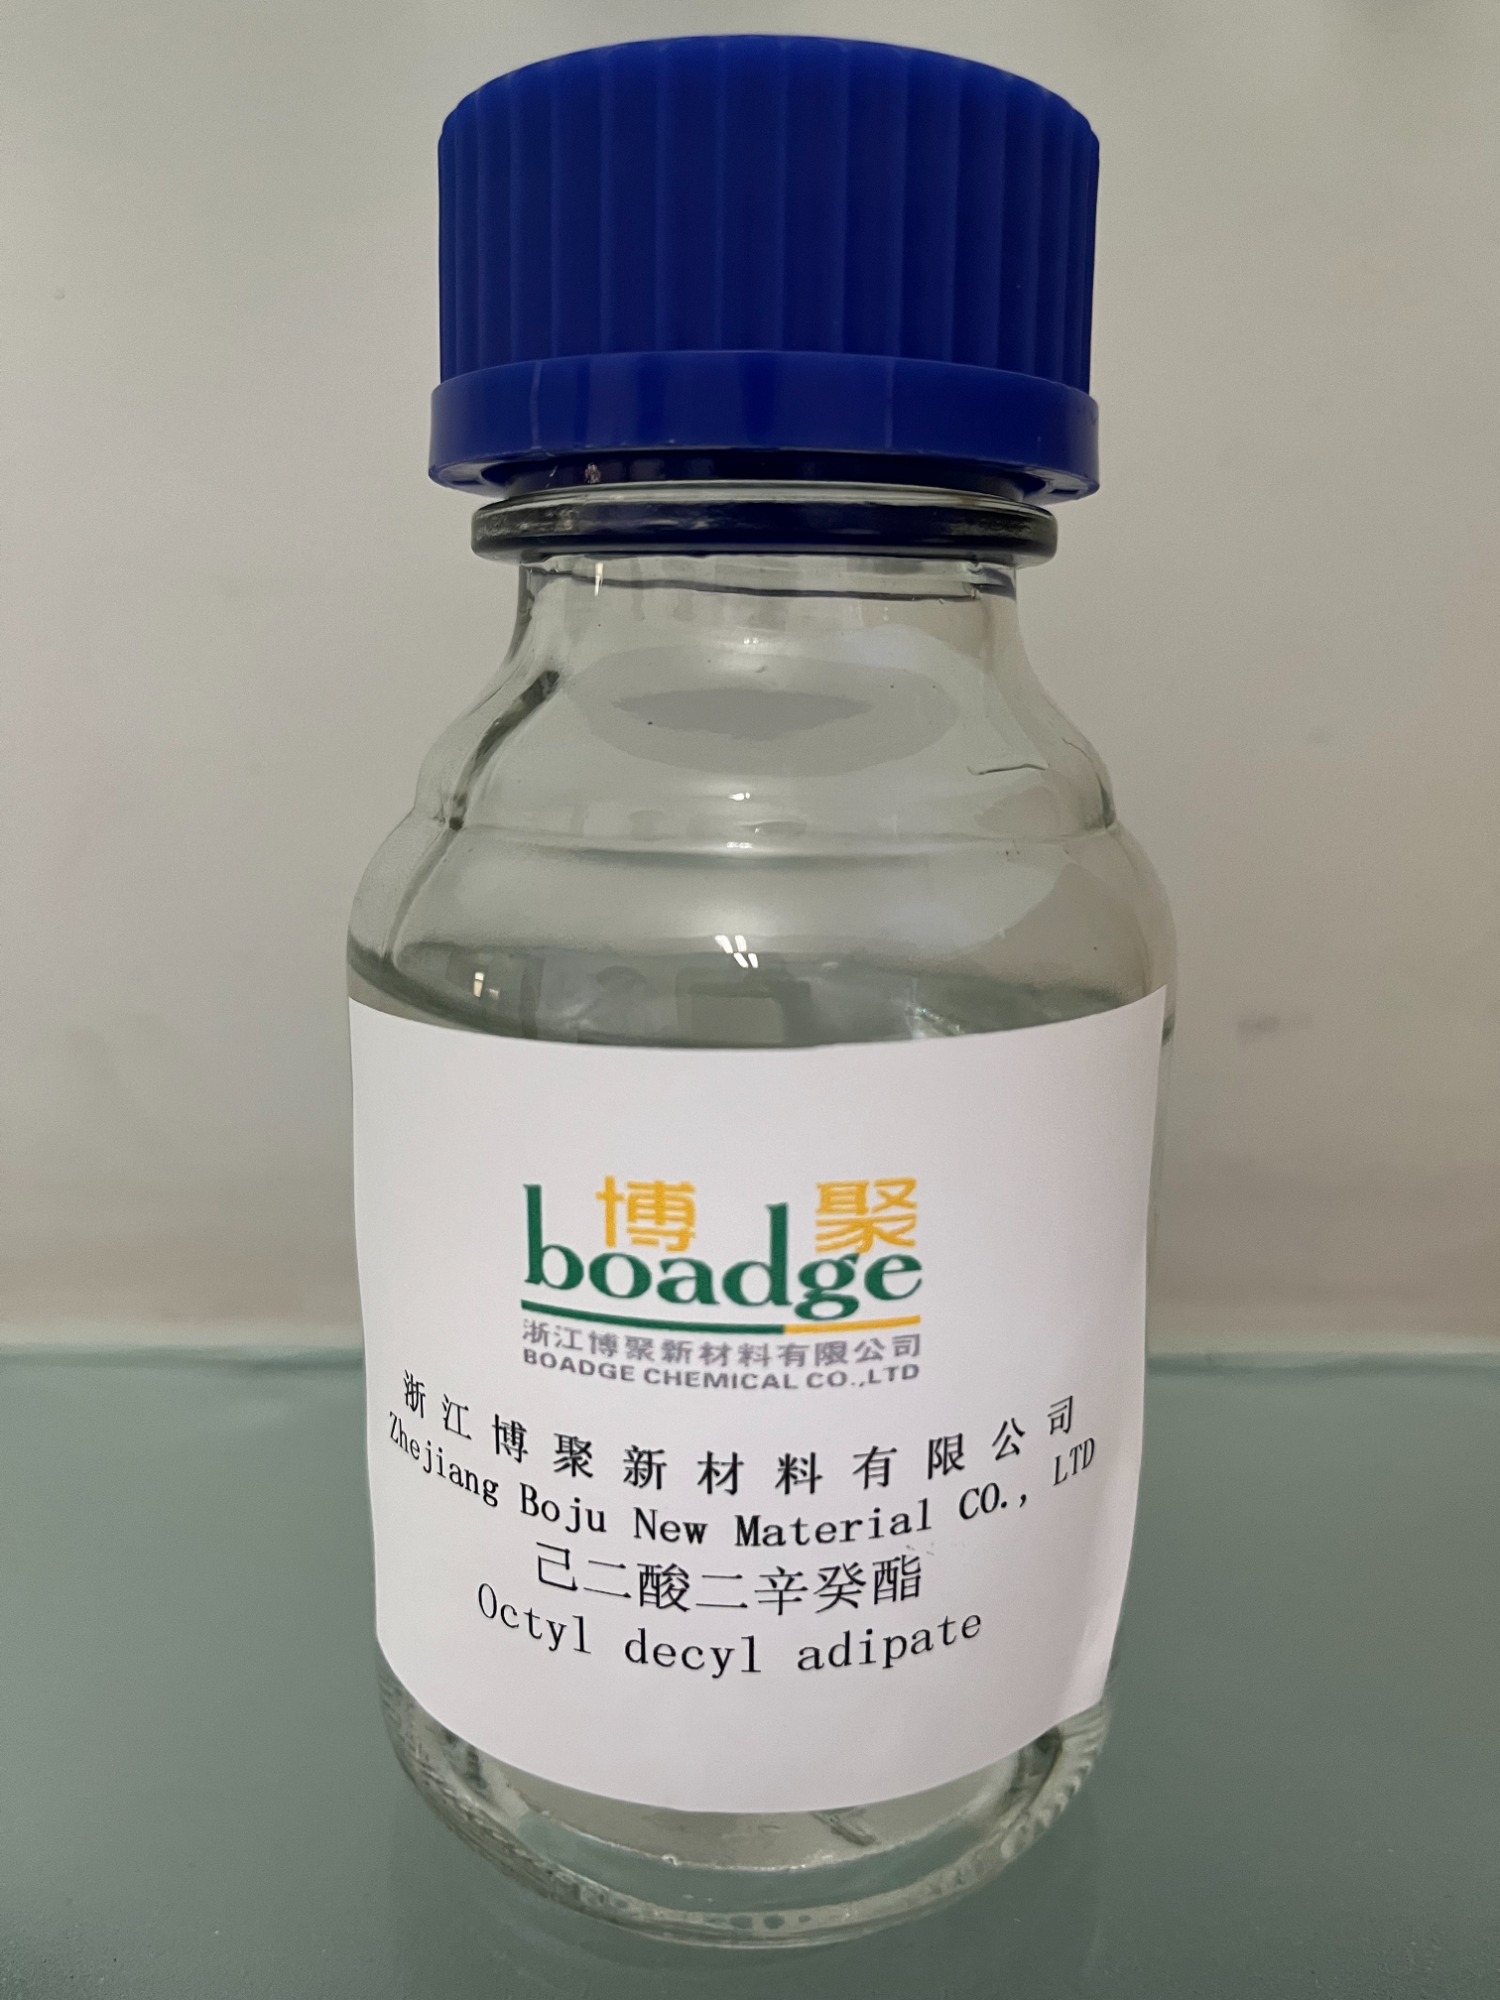 博 聚
boadge
浙江博聚新材料有限公司
BOADGE CHEMICAL CO.,LTD
浙江博聚新材料有限公司
Zhejiang Boju New Material CO., LTD
己二酸二辛癸酯
Octyl decyl adipate